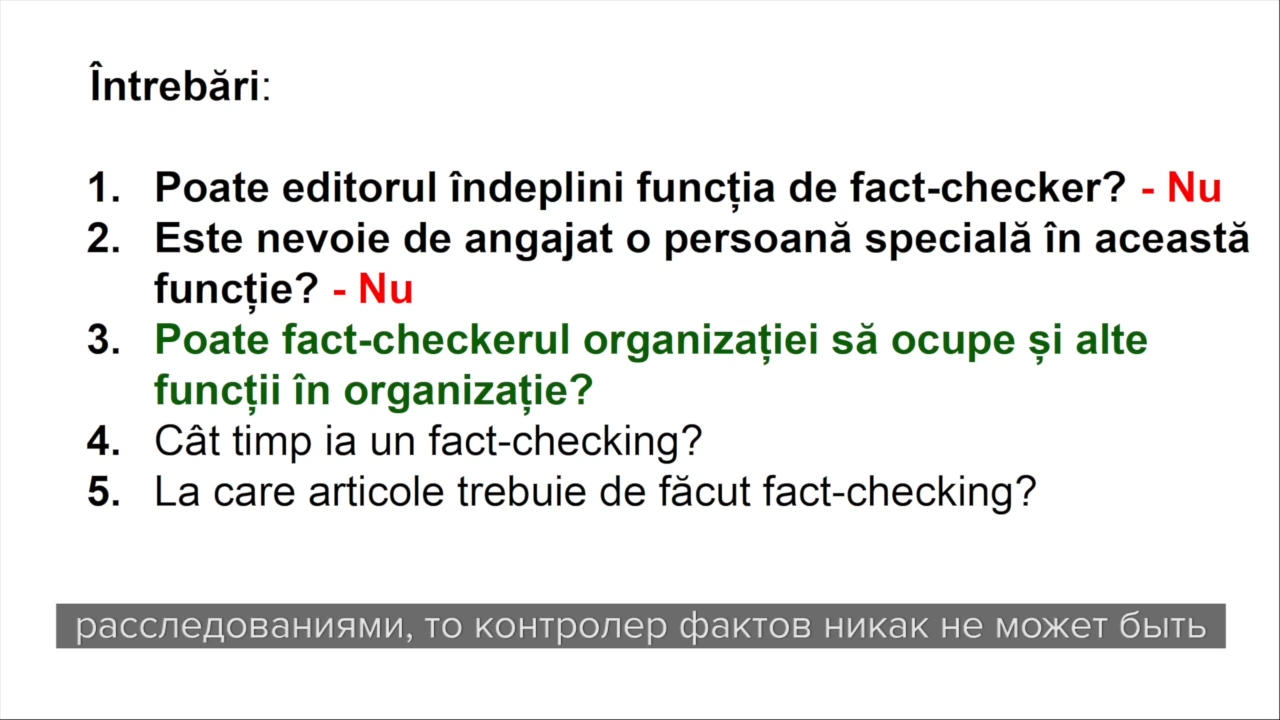 Întrebări:
1. Poate editorul îndeplini funcția de fact-checker? - Nu
2. Este nevoie de angajat o persoană specială în această
funcție? - Nu
3. Poate fact-checkerul organizației să ocupe și alte
funcții în organizație?
4. Cât timp ia un fact-checking?
5. La care articole trebuie de făcut fact-checking?
расследованиями, то контролер фактов никак не может быть